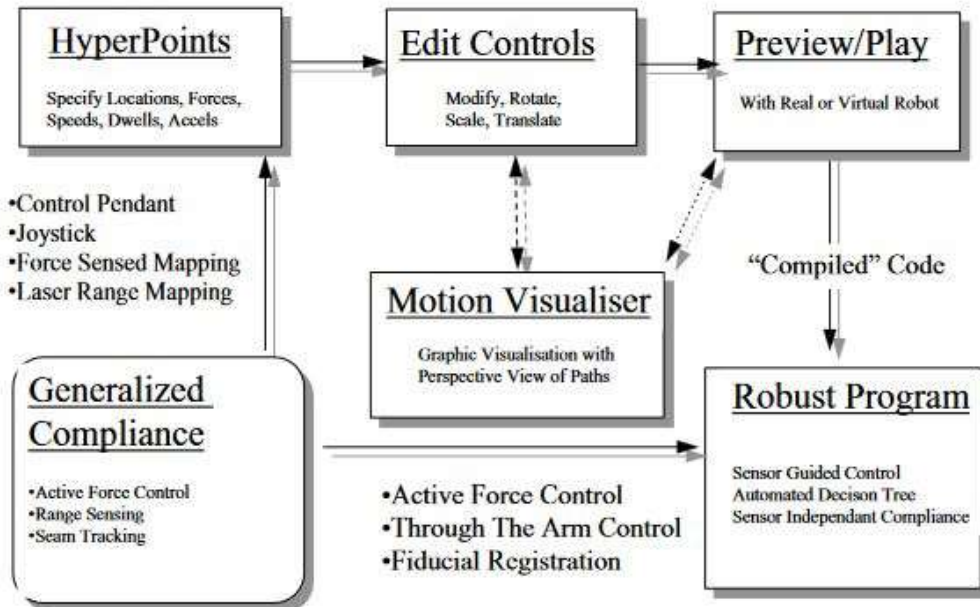 HyperPoints
Specify Locations, Forces,
Speeds, Dwells, Accels
Edit Controls
Modify, Rotate,
Scale, Translate
Preview/Play
With Real or Virtual Robot
•Control Pendant
•Joystick
•Force Sensed Mapping
•Laser Range Mapping
"Compiled" Code
Motion Visualiser
Graphic Visualisation with
Perspective View of Paths
Generalized
Compliance
•Active Force Control
•Range Sensing
•Seam Tracking
•Active Force Control
•Through The Arm Control
•Fiducial Registration
Robust Program
Sensor Guided Control
Automated Decison Tree
Sensor Independant Compliance